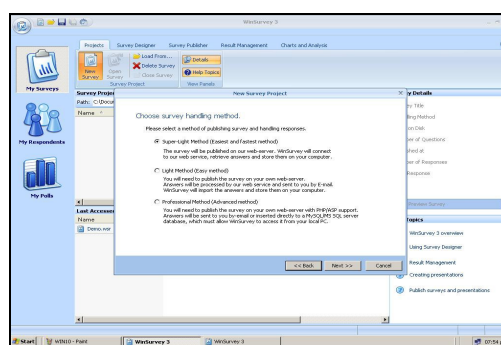 WinSurvey 3
Projects Survey Designer Survey Publisher Result Management Charts and Analysis
New Survey
Open Survey
Load From...
Delete Survey
Close Survey
Details
Help Topics
Survey Project
View Panels
My Surveys
My Respondents
My Polls
Survey Proje
Path: C:\Docu
Name
Last Accesse
Name
Demo.wsr
New Survey Project
Choose survey handling method.
Please select a method of publishing survey and handling responses.
Super-Light Method (Easiest and fastest method)
The survey will be published on our web-server. WinSurvey will connect
to our web service, retrieve answers and store them on your computer.
Light Method (Easy method)
You will need to publish the survey on your own web-server.
Answers will be processed by our web service and sent to you by E-mail.
WinSurvey will import the answers and store them on your computer.
Professional Method (Advanced method)
You will need to publish the survey on your own web-server with PHP/ASP support.
Answers will be sent to you by-email or inserted directly to a MySQL/MS SQL server
database, which must allow WinSurvey to access it from your local PC.
<< Back Next >> Cancel
y Details
y Title
ling Method
on Disk
er of Questions
shed at
er of Responses
Response
Preview Survey
Topics
WinSurvey 3 overview
Using Survey Designer
Result Management
Creating presentations
Publish surveys and presentations
Start
WIN10 - Paint
WinSurvey 3
WinSurvey 3